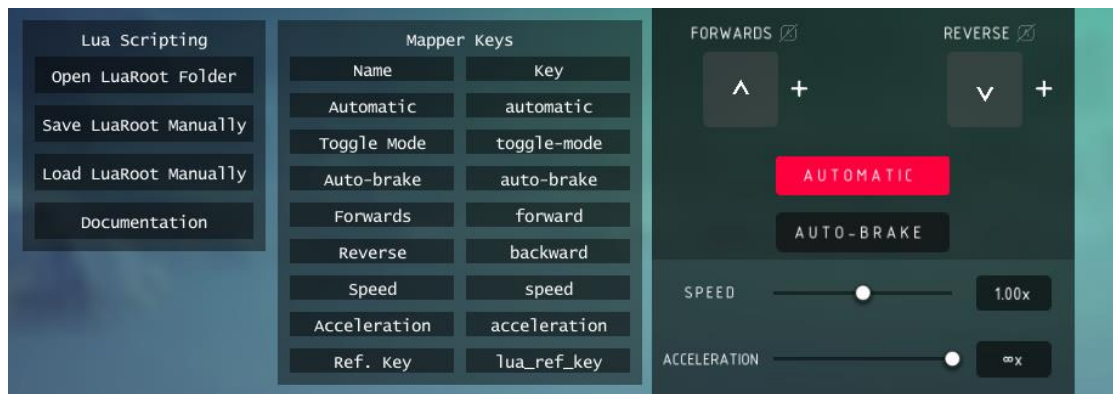 Lua Scripting
Open LuaRoot Folder
Save LuaRoot Manually
Load LuaRoot Manually
Documentation
Mapper Keys
Name Key
Automatic automatic
Toggle Mode toggle-mode
Auto-brake auto-brake
Forwards forward
Reverse backward
Speed speed
Acceleration acceleration
Ref. Key lua_ref_key
FORWARDS REVERSE
+ +
AUTOMATIC
AUTO-BRAKE
SPEED 1.00x
ACCELERATION ∞x